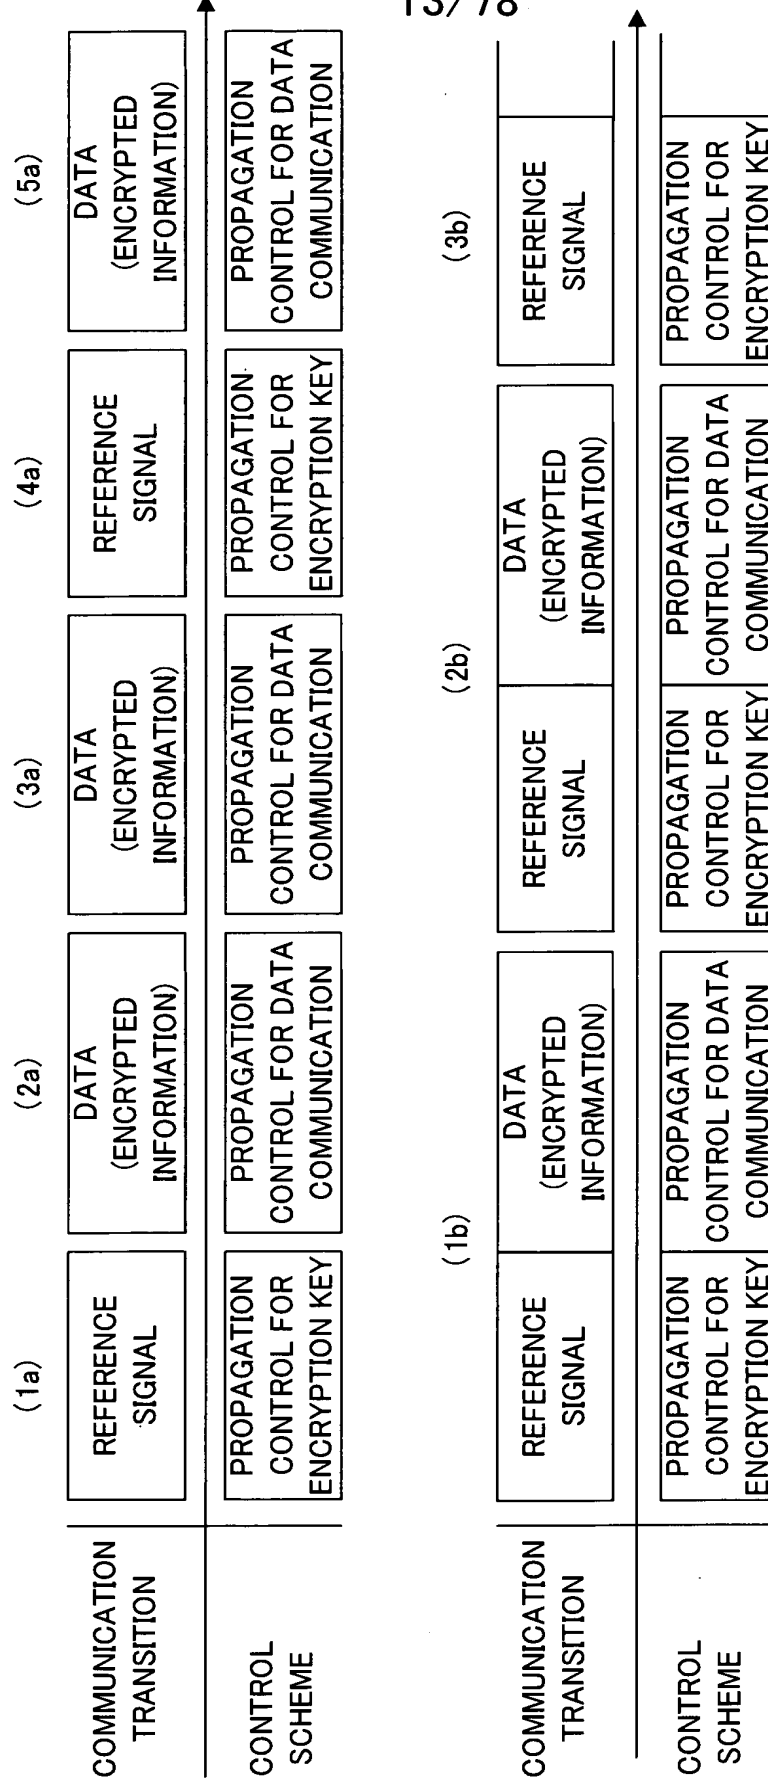 13/78
(1a)
(2a)
(3a)
(4a)
(5a)
COMMUNICATION
TRANSITION
REFERENCE
SIGNAL
DATA
(ENCRYPTED
INFORMATION)
DATA
(ENCRYPTED
INFORMATION)
REFERENCE
SIGNAL
DATA
(ENCRYPTED
INFORMATION)
CONTROL
SCHEME
PROPAGATION
CONTROL FOR
ENCRYPTION KEY
PROPAGATION
CONTROL FOR DATA
COMMUNICATION
PROPAGATION
CONTROL FOR DATA
COMMUNICATION
PROPAGATION
CONTROL FOR
ENCRYPTION KEY
PROPAGATION
CONTROL FOR DATA
COMMUNICATION
(1b)
(2b)
(3b)
COMMUNICATION
TRANSITION
REFERENCE
SIGNAL
DATA
(ENCRYPTED
INFORMATION)
REFERENCE
SIGNAL
DATA
(ENCRYPTED
INFORMATION)
REFERENCE
SIGNAL
CONTROL
SCHEME
PROPAGATION
CONTROL FOR
ENCRYPTION KEY
PROPAGATION
CONTROL FOR DATA
COMMUNICATION
PROPAGATION
CONTROL FOR
ENCRYPTION KEY
PROPAGATION
CONTROL FOR DATA
COMMUNICATION
PROPAGATION
CONTROL FOR
ENCRYPTION KEY